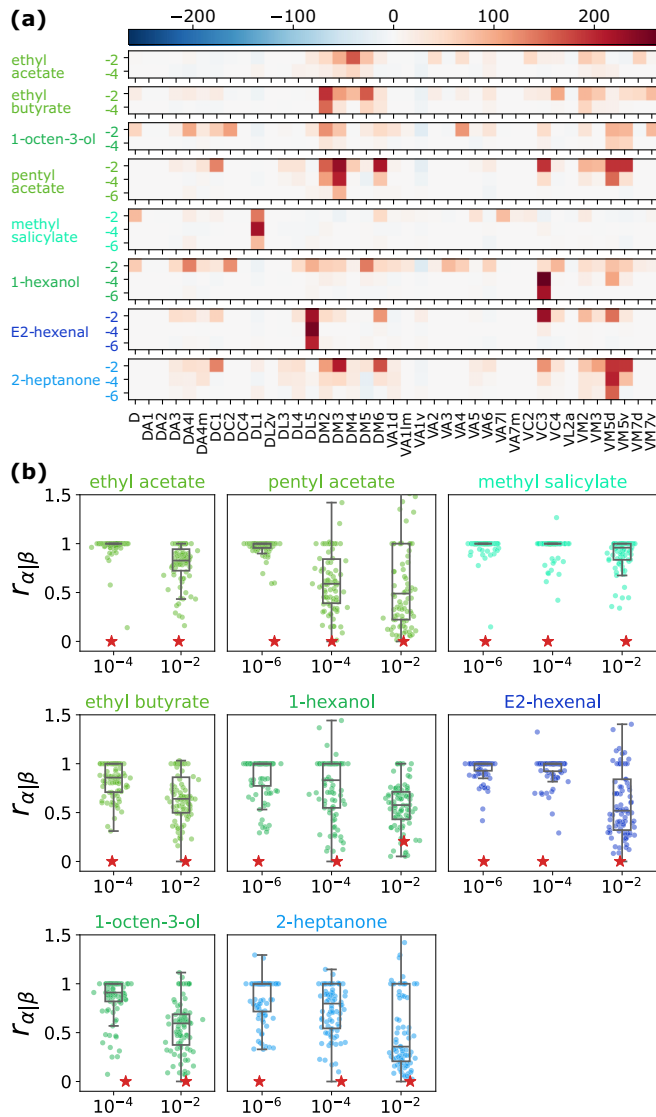 (a)
−200 −100 0 100 200
ethyl acetate -2 -4
ethyl butyrate -2 -4
1-octen-3-ol -2 -4
pentyl acetate -2 -4 -6
methyl salicylate -2 -4 -6
1-hexanol -2 -4 -6
E2-hexenal -2 -4 -6
2-heptanone -2 -4 -6
D DA1 DA2 DA3 DA4l DA4m DC1 DC2 DC4 DL1 DL2v DL3 DL4 DL5 DM2 DM3 DM4 DM5 DM6 VA1d VA1lm VA1v VA2 VA3 VA4 VA5 VA6 VA7l VA7m VC2 VC3 VC4 VL2a VM2 VM3 VM5d VM5v VM7d VM7v
(b)
ethyl acetate pentyl acetate methyl salicylate
1.5 1 0.5 0
r α|β
10⁻⁴ 10⁻² 10⁻⁶ 10⁻⁴ 10⁻² 10⁻⁶ 10⁻⁴ 10⁻²
ethyl butyrate 1-hexanol E2-hexenal
1.5 1 0.5 0
r α|β
10⁻⁴ 10⁻² 10⁻⁶ 10⁻⁴ 10⁻² 10⁻⁶ 10⁻⁴ 10⁻²
1-octen-3-ol 2-heptanone
1.5 1 0.5 0
r α|β
10⁻⁴ 10⁻² 10⁻⁶ 10⁻⁴ 10⁻²